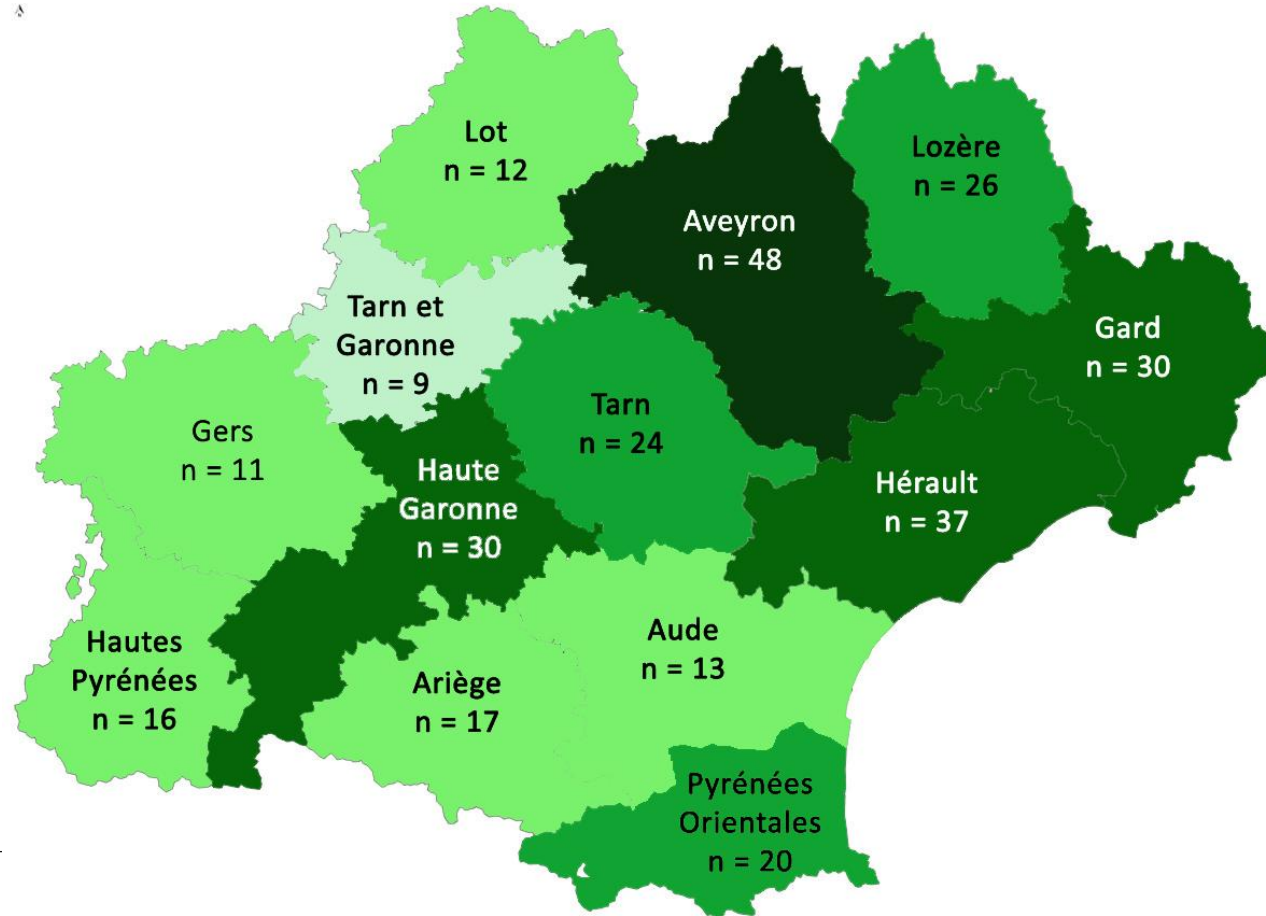 Lot
n = 12
Lozère
n = 26
Aveyron
n = 48
Tarn et
Garonne
n = 9
Gard
n = 30
Tarn
n = 24
Gers
n = 11
Haute
Garonne
n = 30
Hérault
n = 37
Hautes
Pyrénées
n = 16
Ariège
n = 17
Aude
n = 13
Pyrénées
Orientales
n = 20